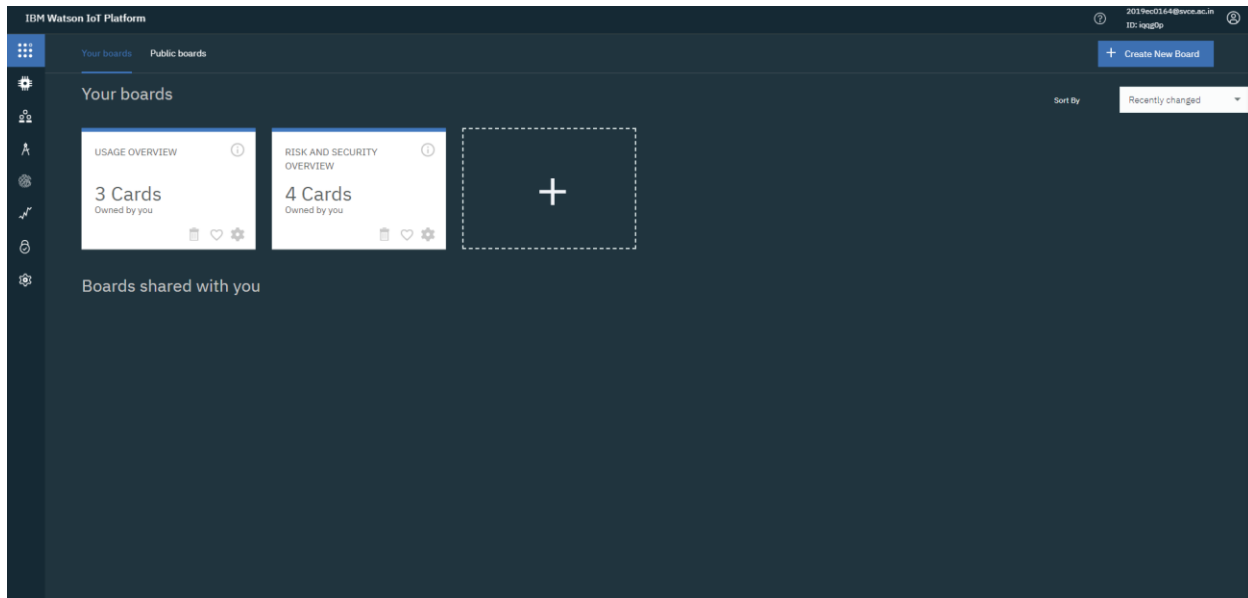 IBM Watson IoT Platform
2019ec0164@svce.ac.in
ID: iqqg0p
Your boards
Public boards
+ Create New Board
Your boards
Sort By
Recently changed
USAGE OVERVIEW
3 Cards
Owned by you
RISK AND SECURITY
OVERVIEW
4 Cards
Owned by you
Boards shared with you